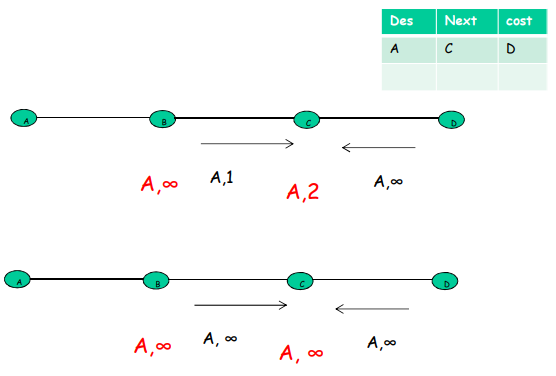 Des Next cost
A C D
A B C D
A,∞ A,1 A,2 A,∞
A B C D
A,∞ A, ∞ A, ∞ A,∞